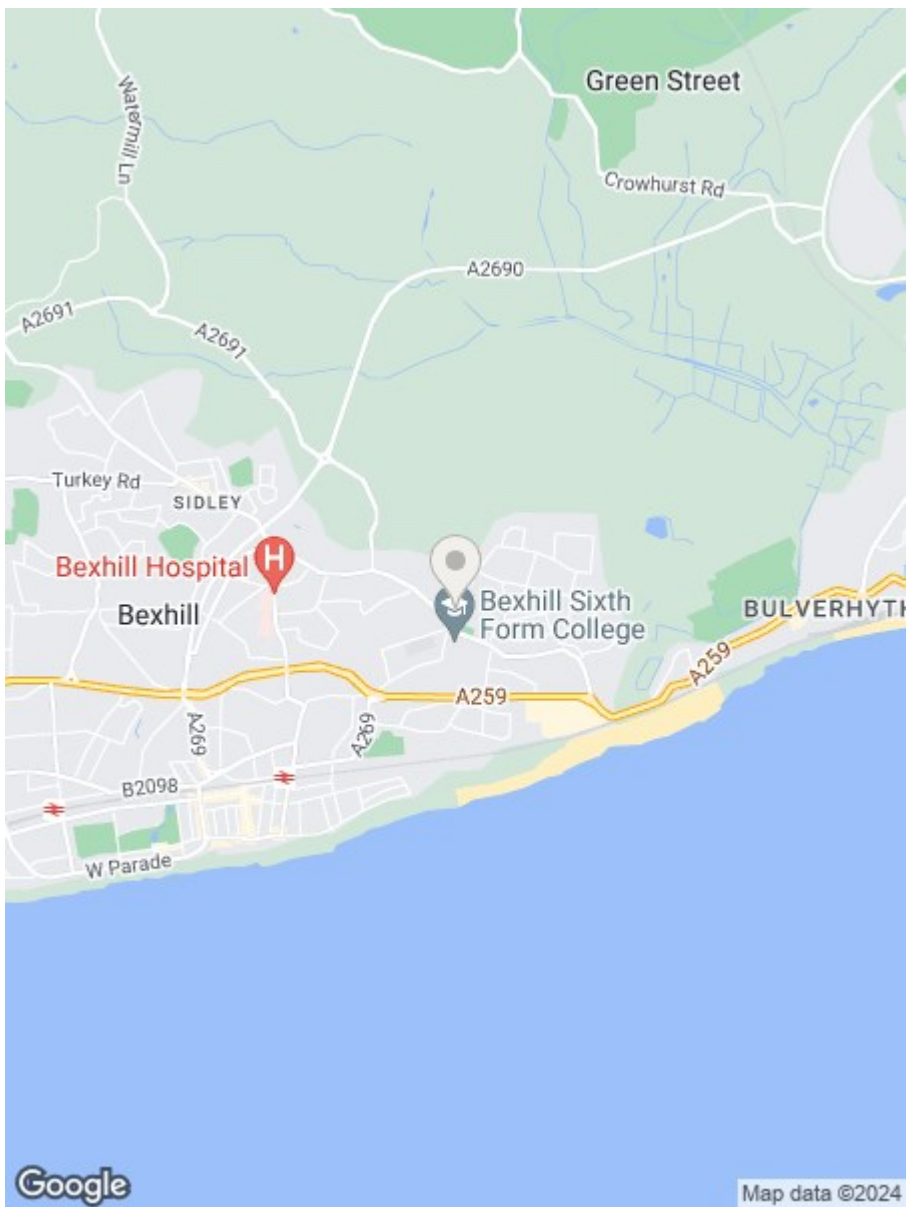 Green Street
Watermill Ln
Crowhurst Rd
A2690
A2691
A2691
Turkey Rd
SIDLEY
Bexhill Hospital
H
Bexhill
Bexhill Sixth
Form College
BULVERHYTH
A259
A259
A269
A269
B2098
W Parade
Google
Map data ©2024